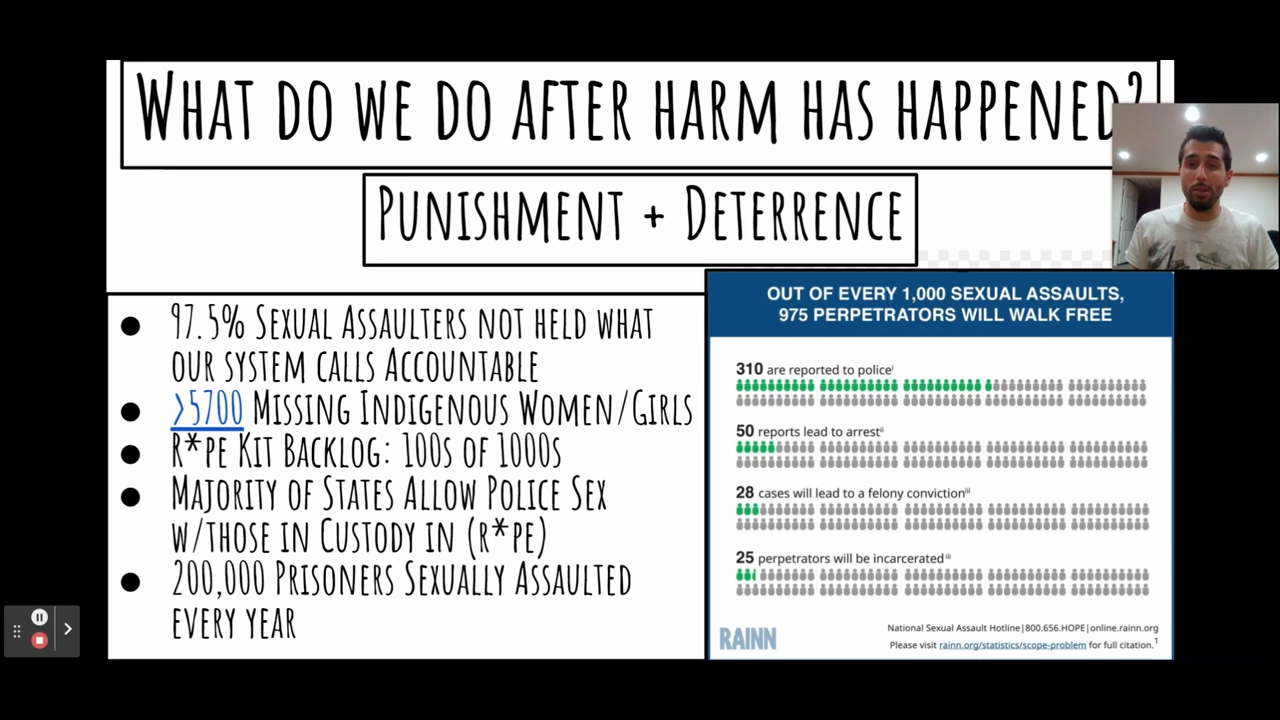 WHAT DO WE DO AFTER HARM HAS HAPPENED?
PUNISHMENT + DETERRENCE
● 97.5% SEXUAL ASSAULTERS NOT HELD WHAT
OUR SYSTEM CALLS ACCOUNTABLE
● >5700 MISSING INDIGENOUS WOMEN/GIRLS
● R*PE KIT BACKLOG: 100S OF 1000S
● MAJORITY OF STATES ALLOW POLICE SEX
W/THOSE IN CUSTODY IN (R*PE)
● 200,000 PRISONERS SEXUALLY ASSAULTED
EVERY YEAR
OUT OF EVERY 1,000 SEXUAL ASSAULTS,
975 PERPETRATORS WILL WALK FREE
310 are reported to police i
50 reports lead to arrest ii
28 cases will lead to a felony conviction iii
25 perpetrators will be incarcerated iii
RAINN
National Sexual Assault Hotline|800.656.HOPE|online.rainn.org
Please visit rainn.org/statistics/scope-problem for full citation.1